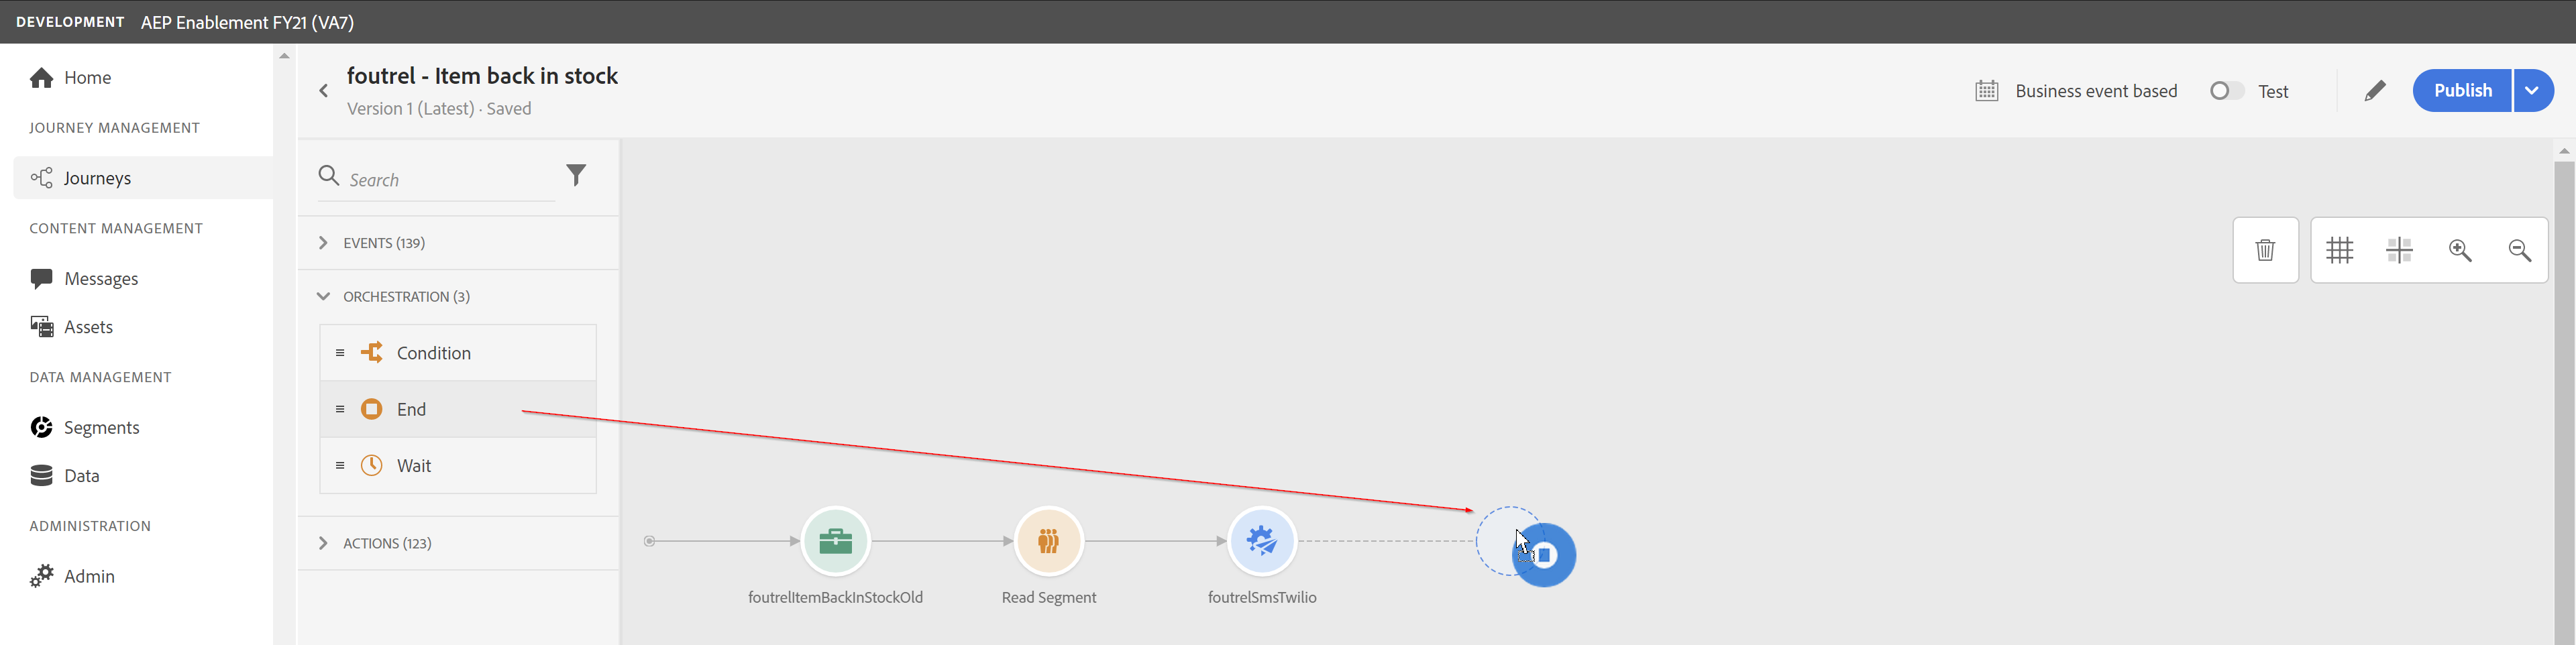 DEVELOPMENT AEP Enablement FY21 (VA7)
Home
JOURNEY MANAGEMENT
Journeys
CONTENT MANAGEMENT
Messages
Assets
DATA MANAGEMENT
Segments
Data
ADMINISTRATION
Admin
foutrel - Item back in stock
Version 1 (Latest) · Saved
Business event based
Test
Publish
Search
EVENTS (139)
ORCHESTRATION (3)
Condition
End
Wait
ACTIONS (123)
foutrelItemBackInStockOld
Read Segment
foutrelSmsTwilio